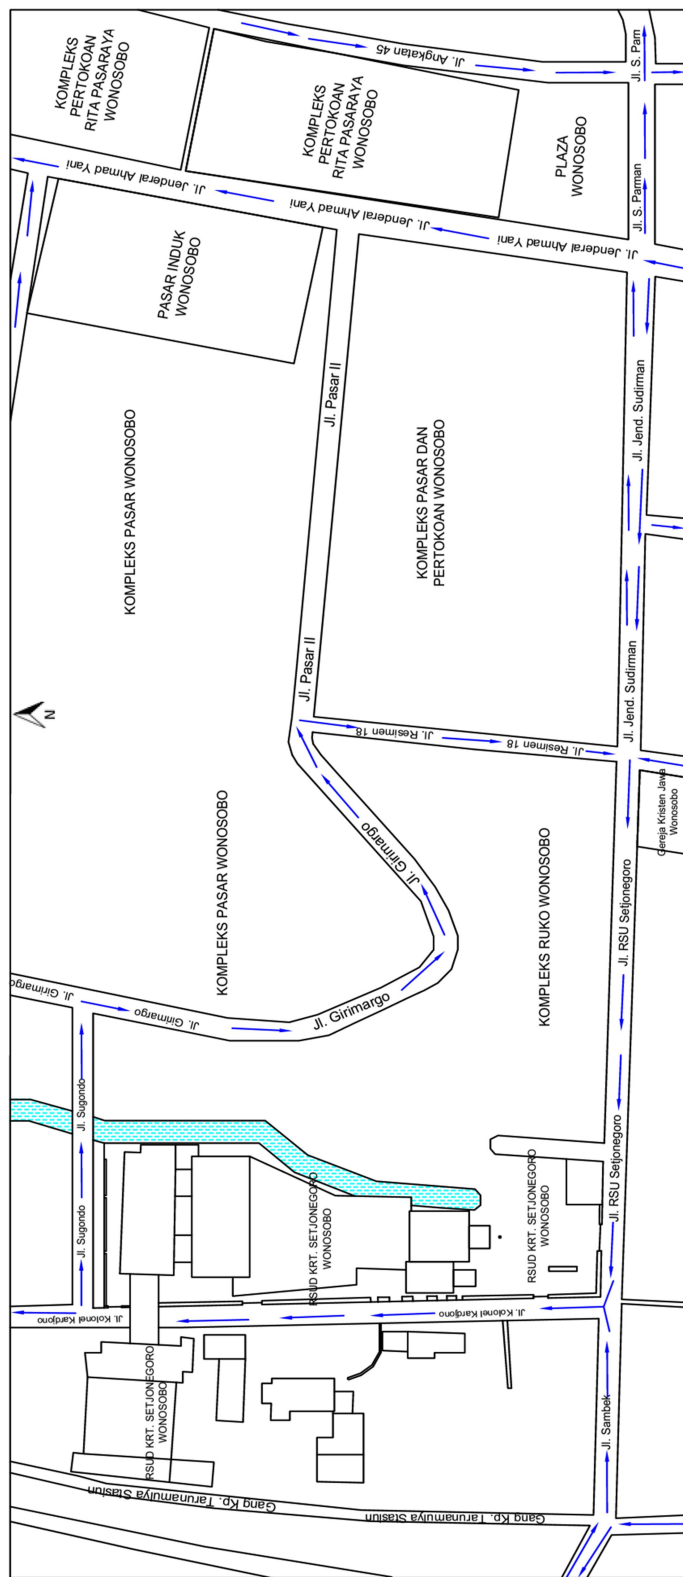 Jl. Angkatan 45
Jl. S. Parm
KOMPLEKS
PERTOKOAN
RITA PASARAYA
WONOSOBO
KOMPLEKS
PERTOKOAN
RITA PASARAYA
WONOSOBO
PLAZA
WONOSOBO
Jl. S. Parman
Jl. Jenderal Ahmad Yani
Jl. Jenderal Ahmad Yani
Jl. Jenderal Ahmad Yani
PASAR INDUK
WONOSOBO
Jl. Pasar II
Jl. Jend. Sudirman
KOMPLEKS PASAR WONOSOBO
KOMPLEKS PASAR DAN
PERTOKOAN WONOSOBO
Jl. Pasar II
Jl. Jend. Sudirman
N
Jl. Resimen 18
Jl. Resimen 18
Gereja Kristen Jawa
Wonosobo
Jl. Girimargo
KOMPLEKS PASAR WONOSOBO
KOMPLEKS RUKO WONOSOBO
Jl. RSU Setjonegoro
Jl. Girimargo
Jl. Girimargo
Jl. Girimargo
Jl. Sugondo
Jl. Sugondo
RSUD KRT. SETJONEGORO
WONOSOBO
RSUD KRT. SETJONEGORO
WONOSOBO
Jl. RSU Setjonegoro
Jl. Kolonel Kardjono
Jl. Kolonel Kardjono
RSUD KRT. SETJONEGORO
WONOSOBO
Jl. Sambek
Gang Kp. Tarunamulya Stasiun
Gang Kp. Tarunamulya Stasiun